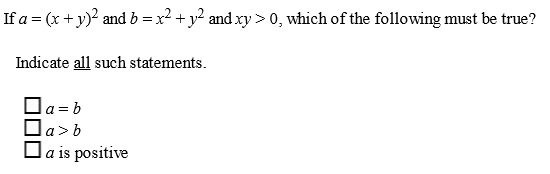 If a = (x + y)² and b = x² + y² and xy > 0, which of the following must be true?
Indicate all such statements.
☐ a = b
☐ a > b
☐ a is positive